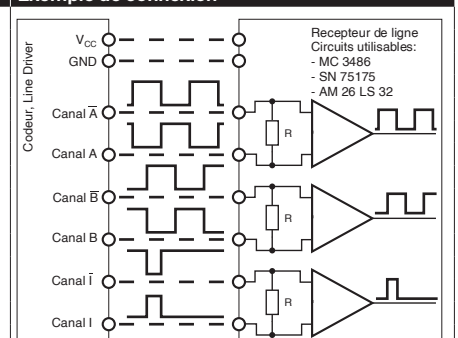 Exemple de connexion
Codeur, Line Driver
V_CC
GND
Canal A̅
Canal A
Canal B̅
Canal B
Canal I̅
Canal I
Recepteur de ligne
Circuits utilisables:
- MC 3486
- SN 75175
- AM 26 LS 32
R
R
R